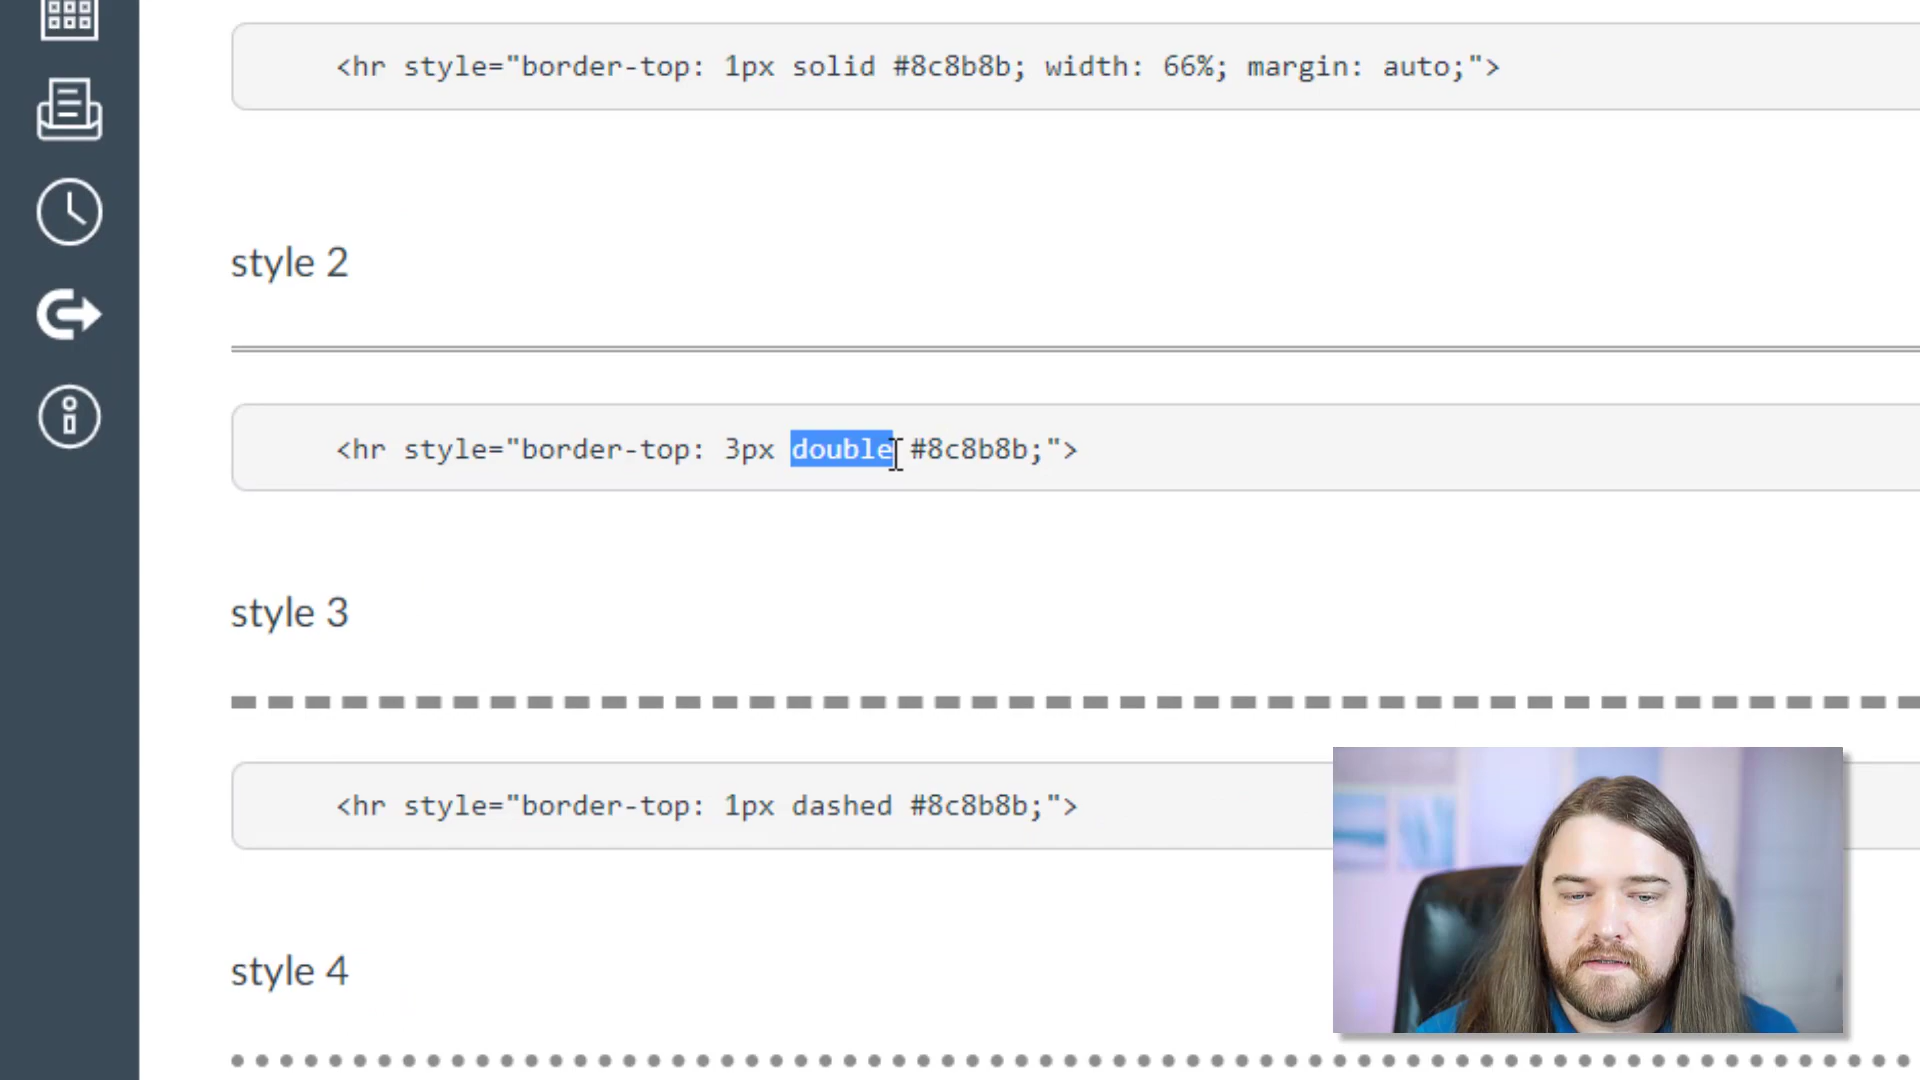 <hr style="border-top: 1px solid #8c8b8b; width: 66%; margin: auto;">
style 2
<hr style="border-top: 3px double #8c8b8b;">
style 3
<hr style="border-top: 1px dashed #8c8b8b;">
style 4